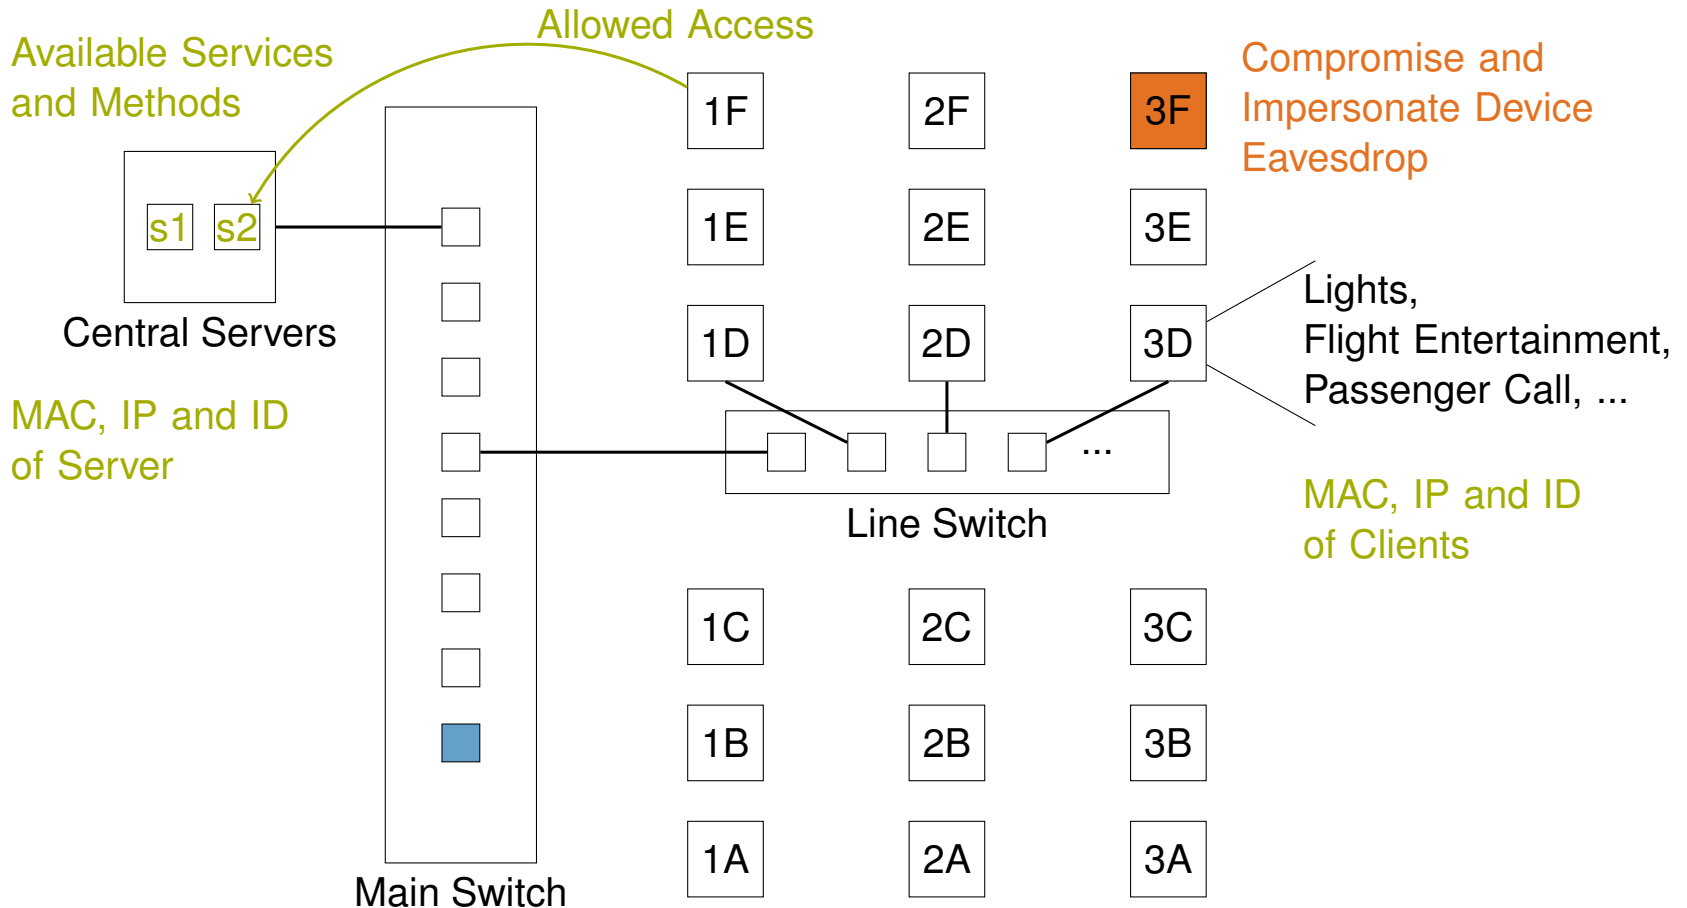 Allowed Access
Available Services
and Methods
Compromise and
Impersonate Device
Eavesdrop
1F 2F 3F
s1 s2
1E 2E 3E
Central Servers
1D 2D 3D
Lights,
Flight Entertainment,
Passenger Call, ...
MAC, IP and ID
of Server
...
Line Switch
MAC, IP and ID
of Clients
1C 2C 3C
1B 2B 3B
1A 2A 3A
Main Switch